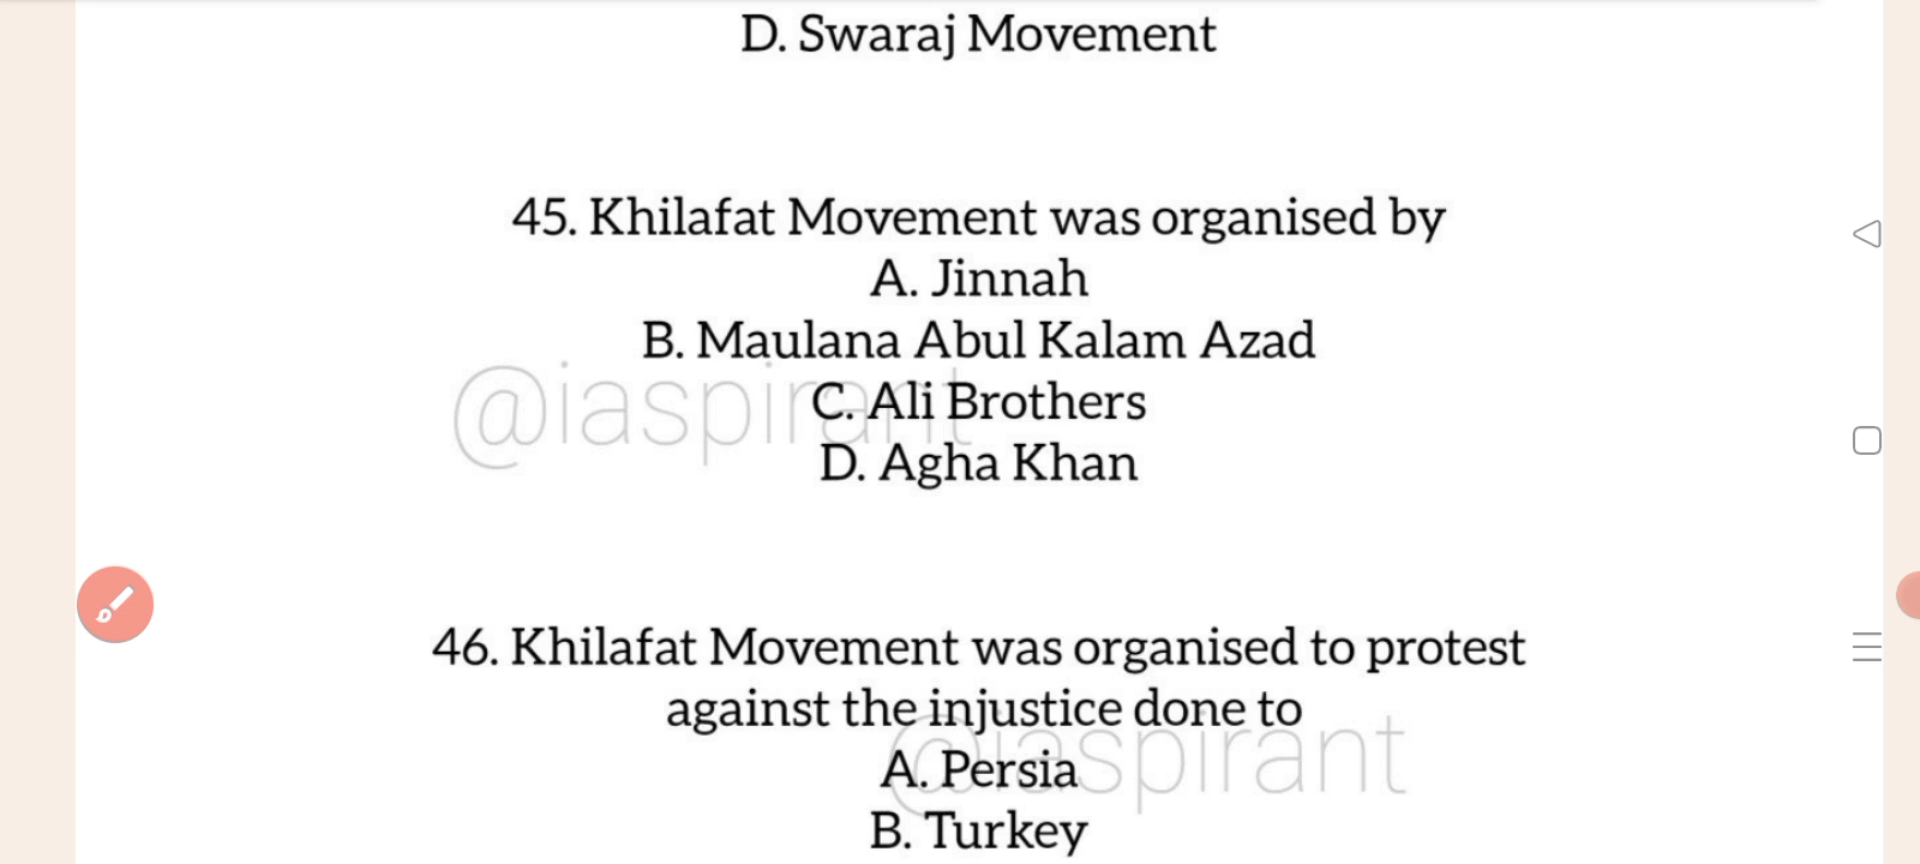 D. Swaraj Movement
45. Khilafat Movement was organised by
A. Jinnah
B. Maulana Abul Kalam Azad
@iaspirant
C. Ali Brothers
D. Agha Khan
46. Khilafat Movement was organised to protest
against the injustice done to
@iaspirant
A. Persia
B. Turkey